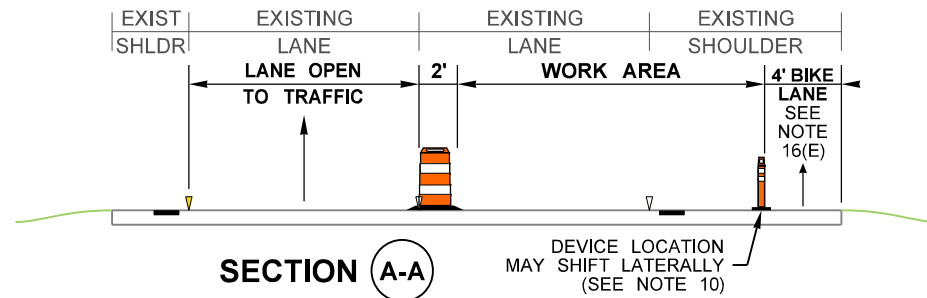 EXIST EXISTING EXISTING EXISTING
SHLDR LANE LANE SHOULDER
LANE OPEN
TO TRAFFIC
2'
WORK AREA
4' BIKE
LANE
SEE
NOTE
16(E)
DEVICE LOCATION
MAY SHIFT LATERALLY
(SEE NOTE 10)
SECTION A-A